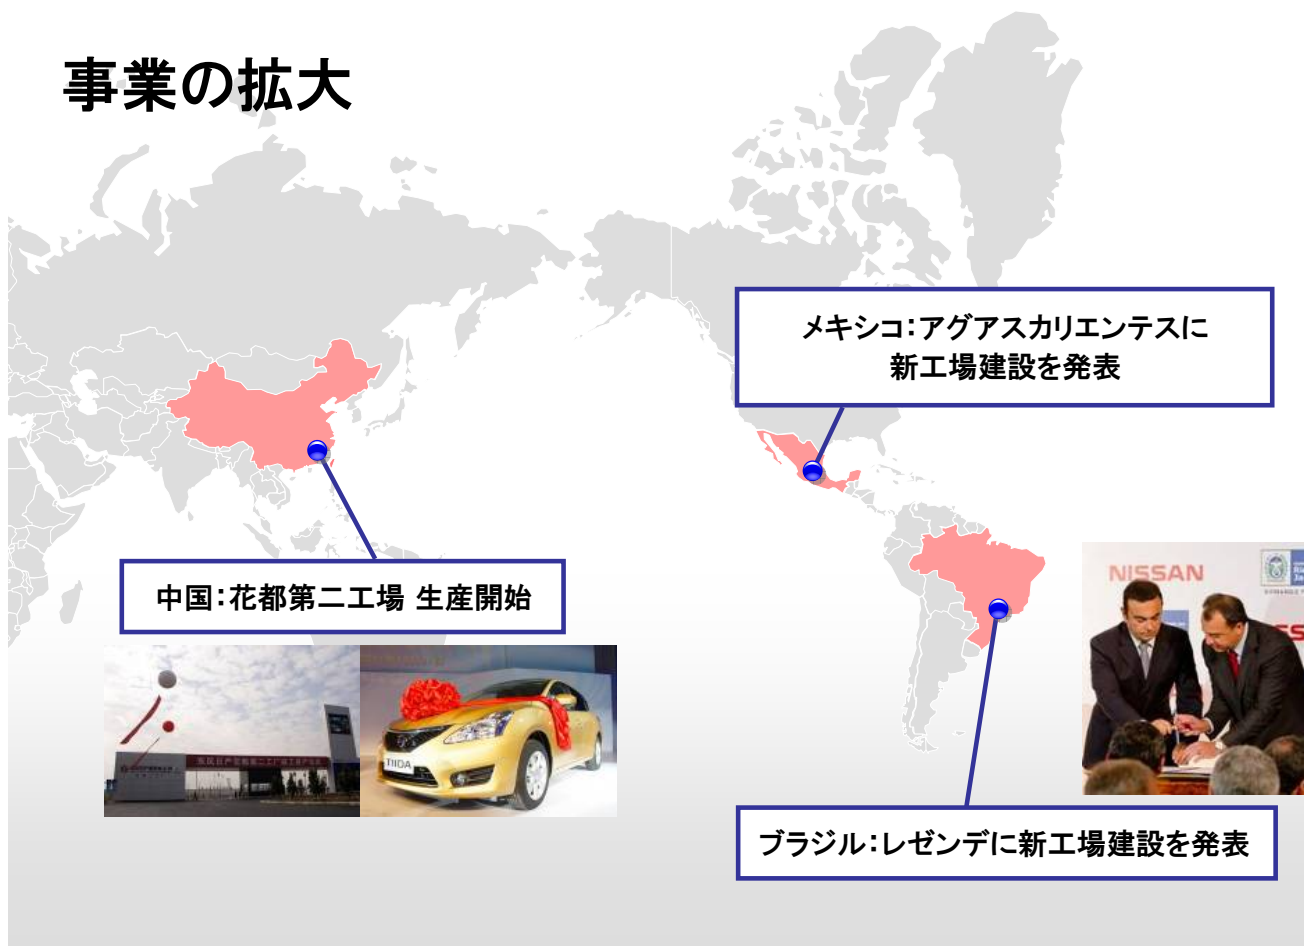 事業の拡大
メキシコ：アグアスカリエンテスに
新工場建設を発表
中国：花都第二工場 生産開始
NISSAN
TIIDA
ブラジル：レゼンデに新工場建設を発表